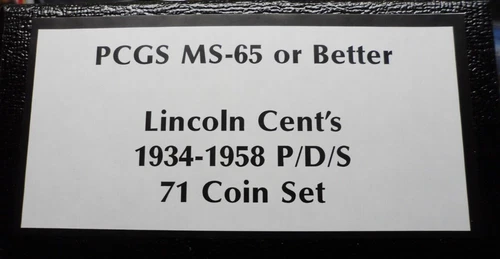 PCGS MS-65 or Better
Lincoln Cent's
1934-1958 P/D/S
71 Coin Set